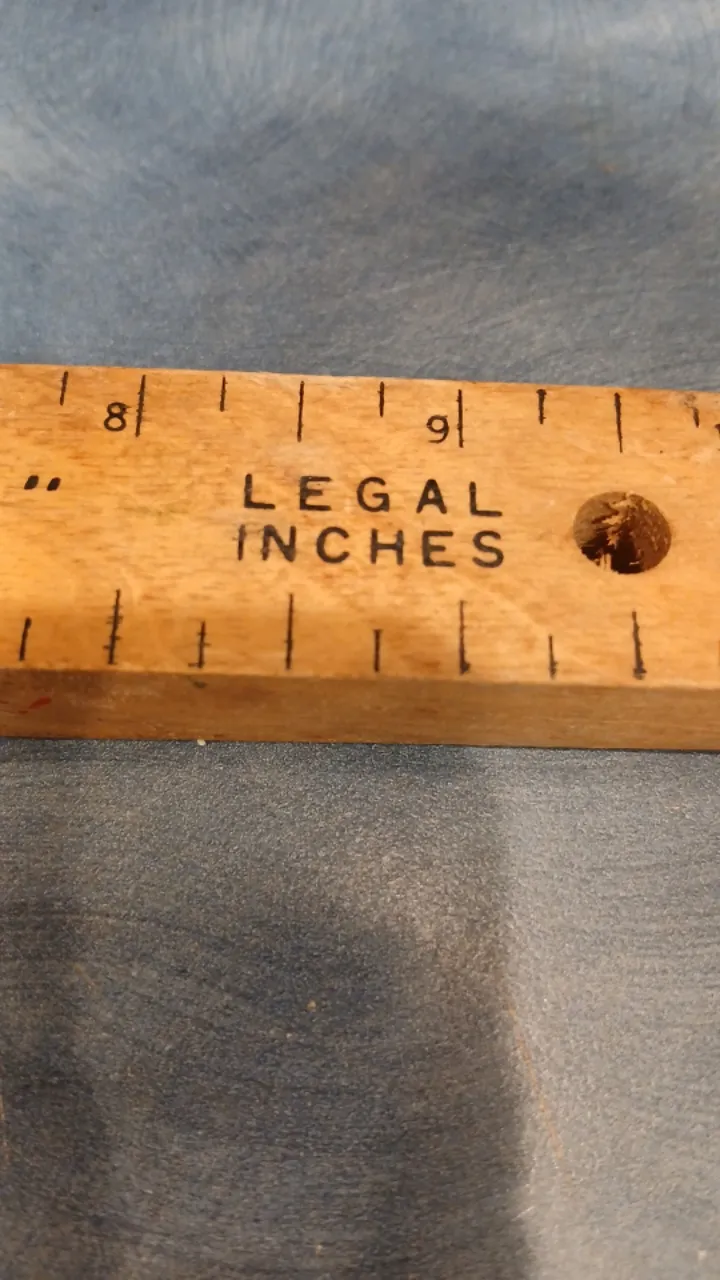 8 9
"
LEGAL
INCHES